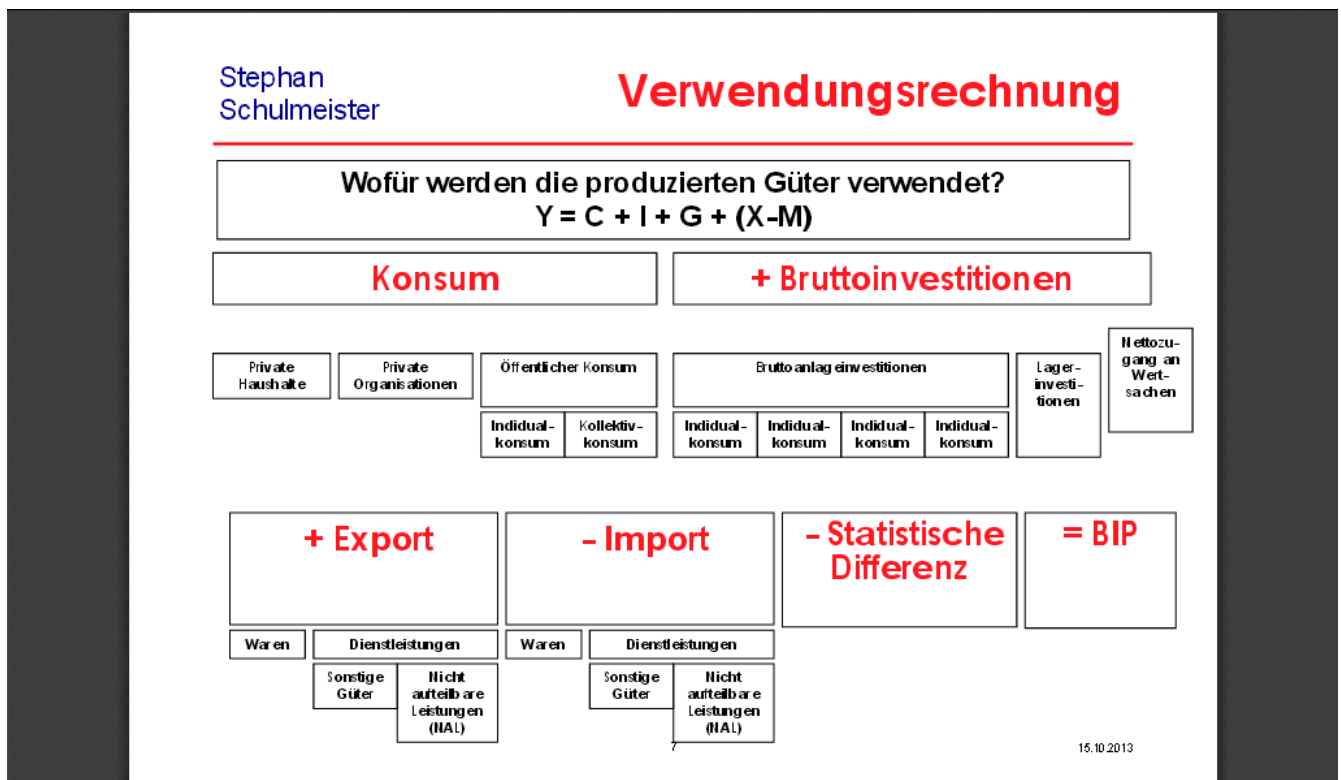 Stephan
Schulmeister
Verwendungsrechnung
Wofür werden die produzierten Güter verwendet?
Y = C + I + G + (X-M)
Konsum
+ Bruttoinvestitionen
Private
Haushalte
Private
Organisationen
Öffentlicher Konsum
Bruttoanlageinvestitionen
Lager-
investi-
tionen
Nettozu-
gang an
Wert-
sachen
Indidual-
konsum
Kollektiv-
konsum
Indidual-
konsum
Indidual-
konsum
Indidual-
konsum
Indidual-
konsum
+ Export
- Import
- Statistische
Differenz
= BIP
Waren
Dienstleistungen
Waren
Dienstleistungen
Sonstige
Güter
Nicht
aufteilbare
Leistungen
(NAL)
Sonstige
Güter
Nicht
aufteilbare
Leistungen
(NAL)
7
15.10.2013